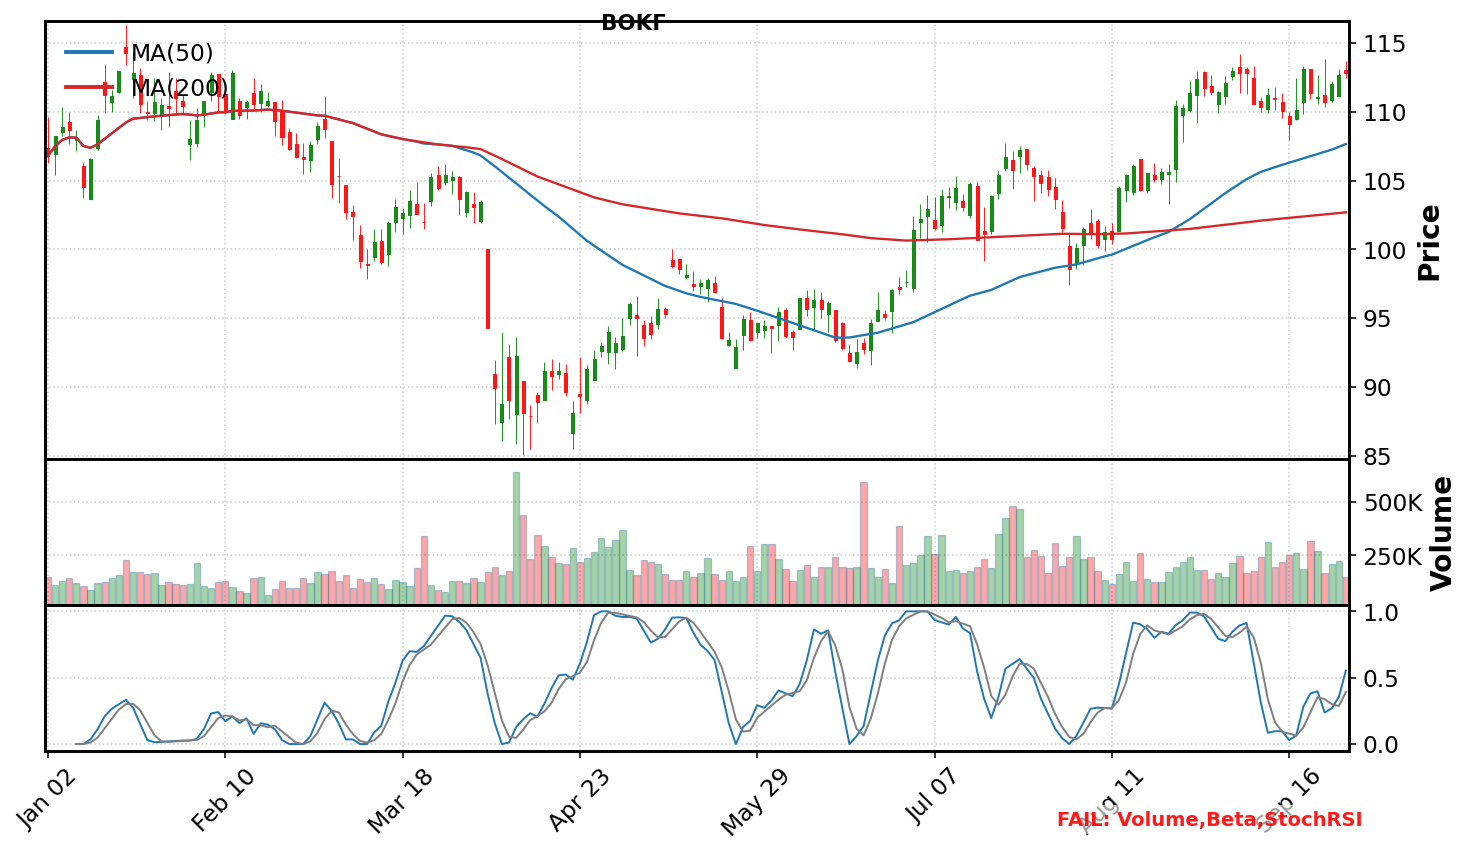 BOKF
MA(50)
MA(200)
115
110
105
100
95
90
85
Price
500K
250K
Volume
1.0
0.5
0.0
Jan 02
Feb 10
Mar 18
Apr 23
May 29
Jul 07
Aug 11
Sep 16
FAIL: Volume,Beta,StochRSI